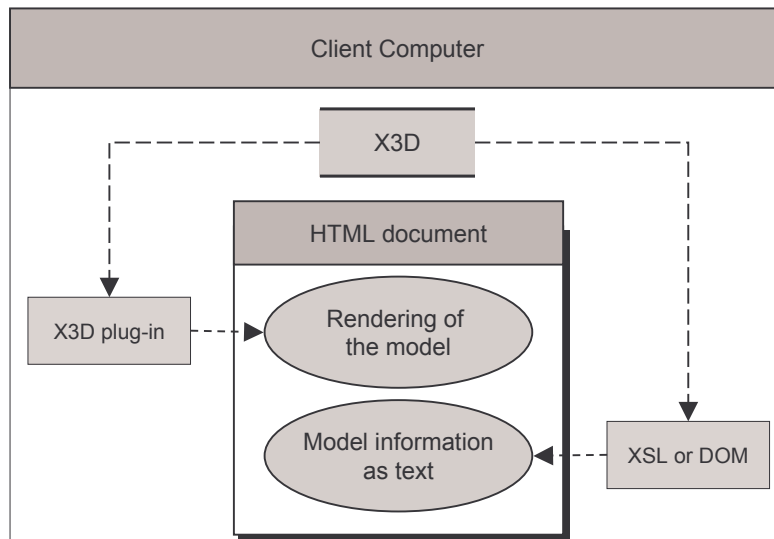 Client Computer
X3D
HTML document
X3D plug-in
Rendering of
the model
Model information
as text
XSL or DOM